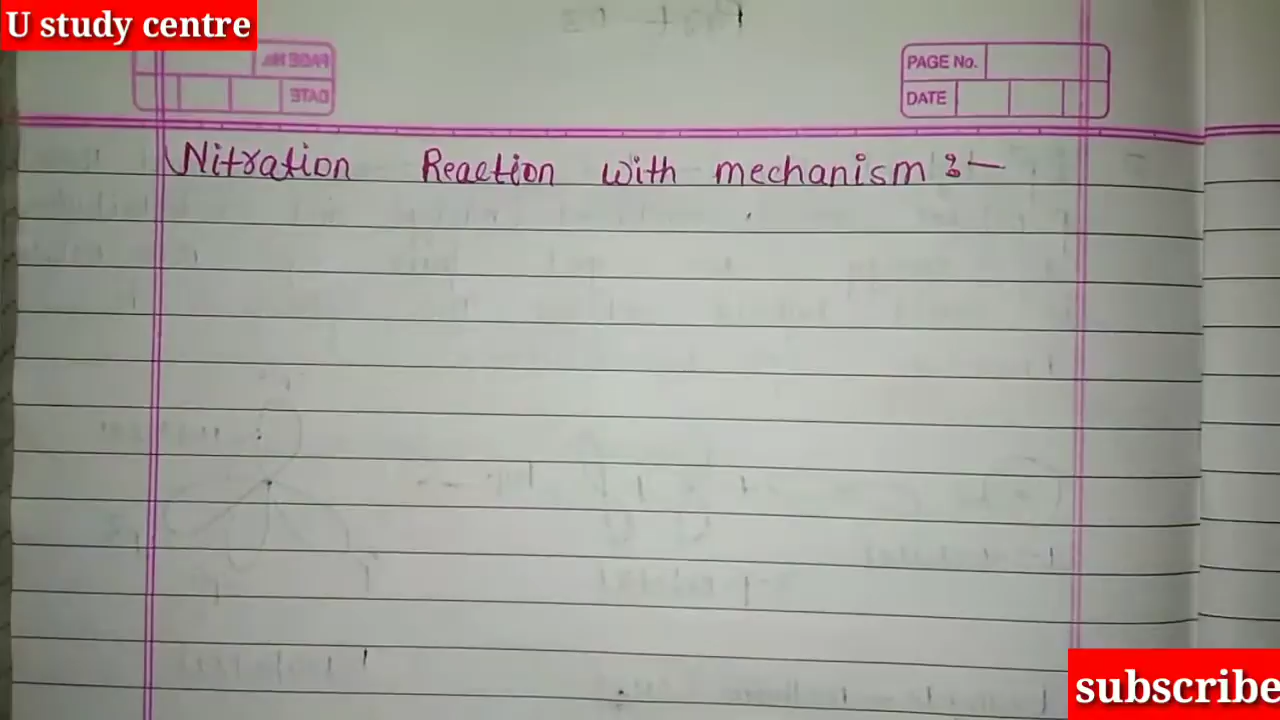 U study centre
PAGE No.
DATE
Nitration Reaction with mechanism :-
subscribe